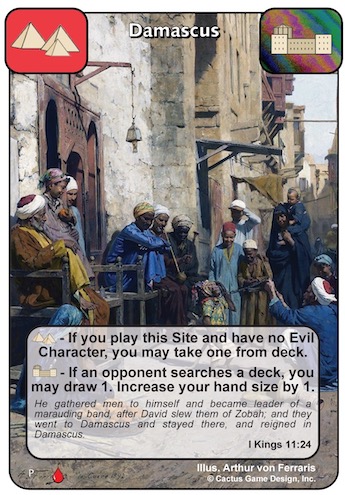 Damascus
- If you play this Site and have no Evil
Character, you may take one from deck.
- If an opponent searches a deck, you
may draw 1. Increase your hand size by 1.
He gathered men to himself and became leader of a
marauding band, after David slew them of Zobah; and they
went to Damascus and stayed there, and reigned in
Damascus.
I Kings 11:24
P
Illus. Arthur von Ferraris
© Cactus Game Design, Inc.